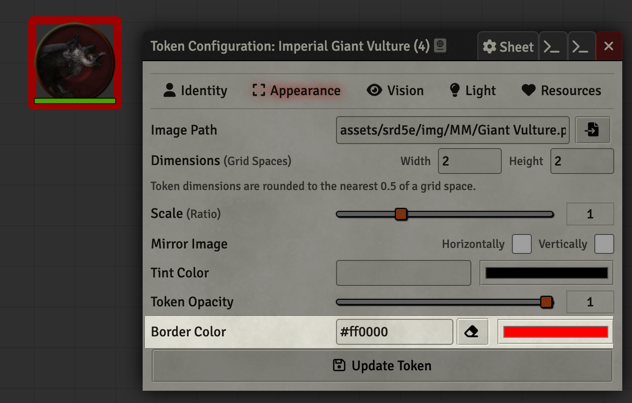 Token Configuration: Imperial Giant Vulture (4) Sheet
Identity Appearance Vision Light Resources
Image Path assets/srd5e/img/MM/Giant Vulture.p
Dimensions (Grid Spaces) Width 2 Height 2
Token dimensions are rounded to the nearest 0.5 of a grid space.
Scale (Ratio) 1
Mirror Image Horizontally Vertically
Tint Color
Token Opacity 1
Border Color #ff0000
Update Token